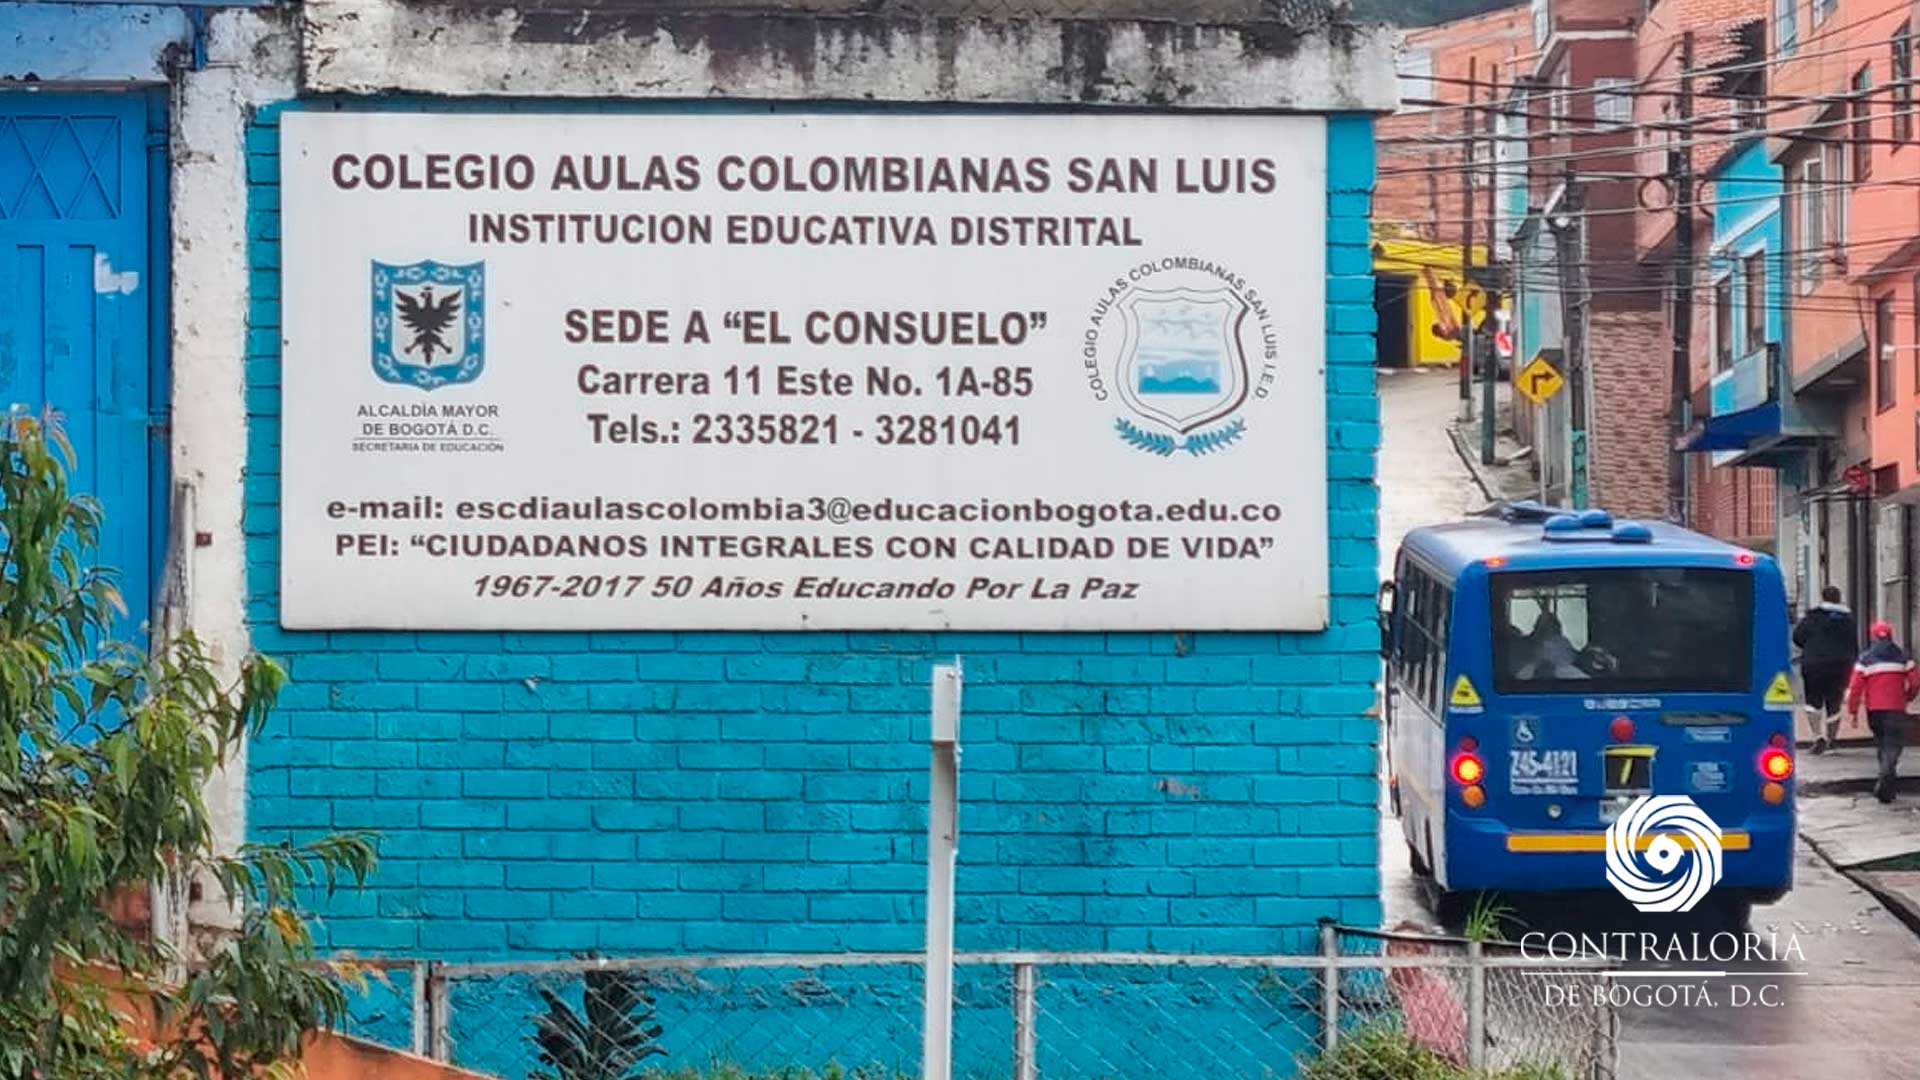 COLEGIO AULAS COLOMBIANAS SAN LUIS
INSTITUCION EDUCATIVA DISTRITAL
ALCALDÍA MAYOR
DE BOGOTÁ D.C.
SECRETARIA DE EDUCACIÓN
SEDE A “EL CONSUELO”
Carrera 11 Este No. 1A-85
Tels.: 2335821 - 3281041
COLEGIO AULAS COLOMBIANAS SAN LUIS I.E.D
e-mail: escdiaulascolombia3@educacionbogota.edu.co
PEI: “CIUDADANOS INTEGRALES CON CALIDAD DE VIDA”
1967-2017 50 Años Educando Por La Paz
Z45-4121
CONTRALORÍA
DE BOGOTÁ, D.C.